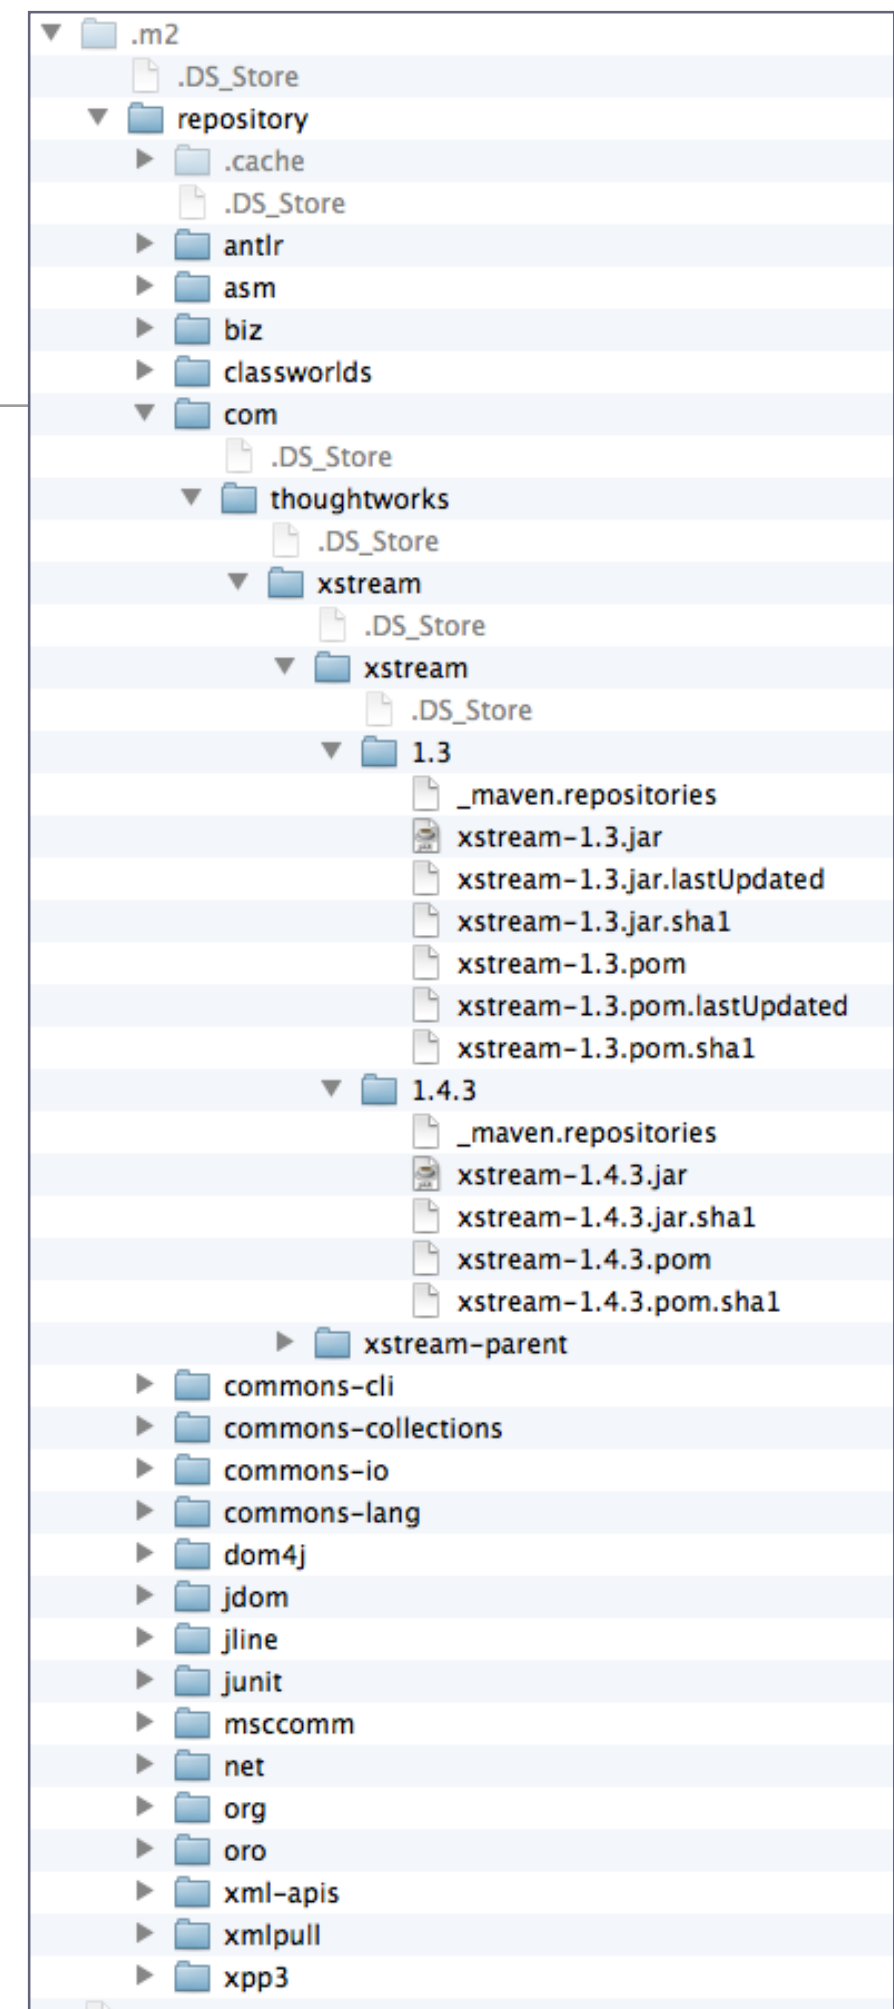 .m2
.DS_Store
repository
.cache
.DS_Store
antlr
asm
biz
classworlds
com
.DS_Store
thoughtworks
.DS_Store
xstream
.DS_Store
xstream
.DS_Store
1.3
_maven.repositories
xstream-1.3.jar
xstream-1.3.jar.lastUpdated
xstream-1.3.jar.sha1
xstream-1.3.pom
xstream-1.3.pom.lastUpdated
xstream-1.3.pom.sha1
1.4.3
_maven.repositories
xstream-1.4.3.jar
xstream-1.4.3.jar.sha1
xstream-1.4.3.pom
xstream-1.4.3.pom.sha1
xstream-parent
commons-cli
commons-collections
commons-io
commons-lang
dom4j
jdom
jline
junit
msccomm
net
org
oro
xml-apis
xmlpull
xpp3